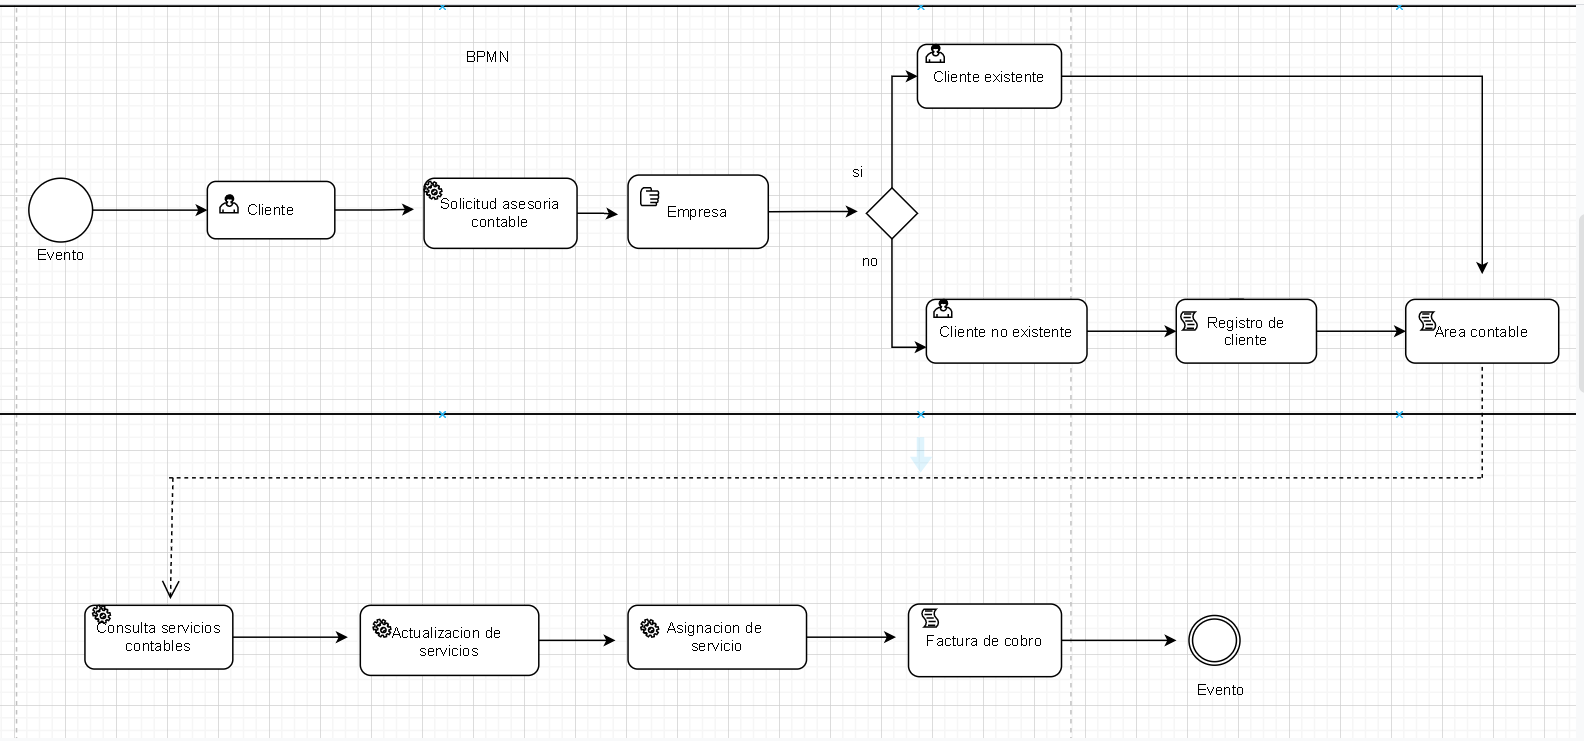 BPMN
Cliente existente
si
Evento
Cliente
Solicitud asesoria
contable
Empresa
no
Cliente no existente
Registro de
cliente
Area contable
Consulta servicios
contables
Actualizacion de
servicios
Asignacion de
servicio
Factura de cobro
Evento